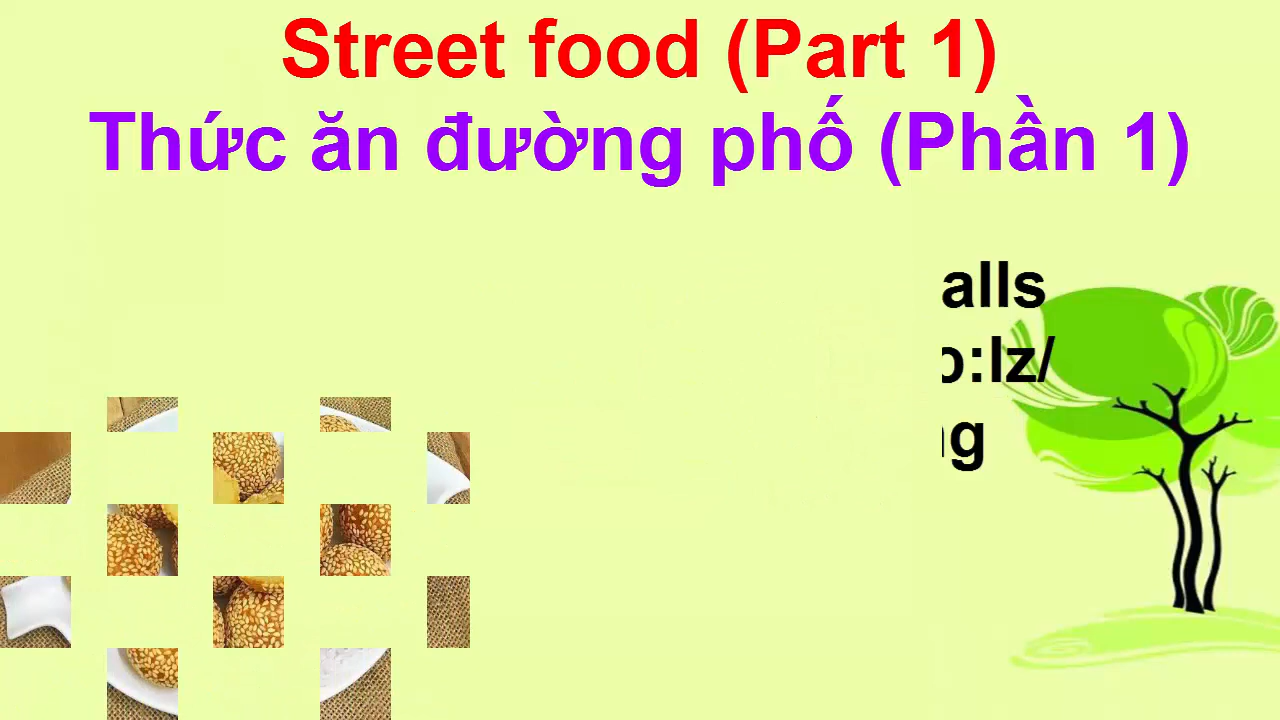 Street food (Part 1)
Thức ăn đường phố (Phần 1)
alls
ɔ:lz/
ng